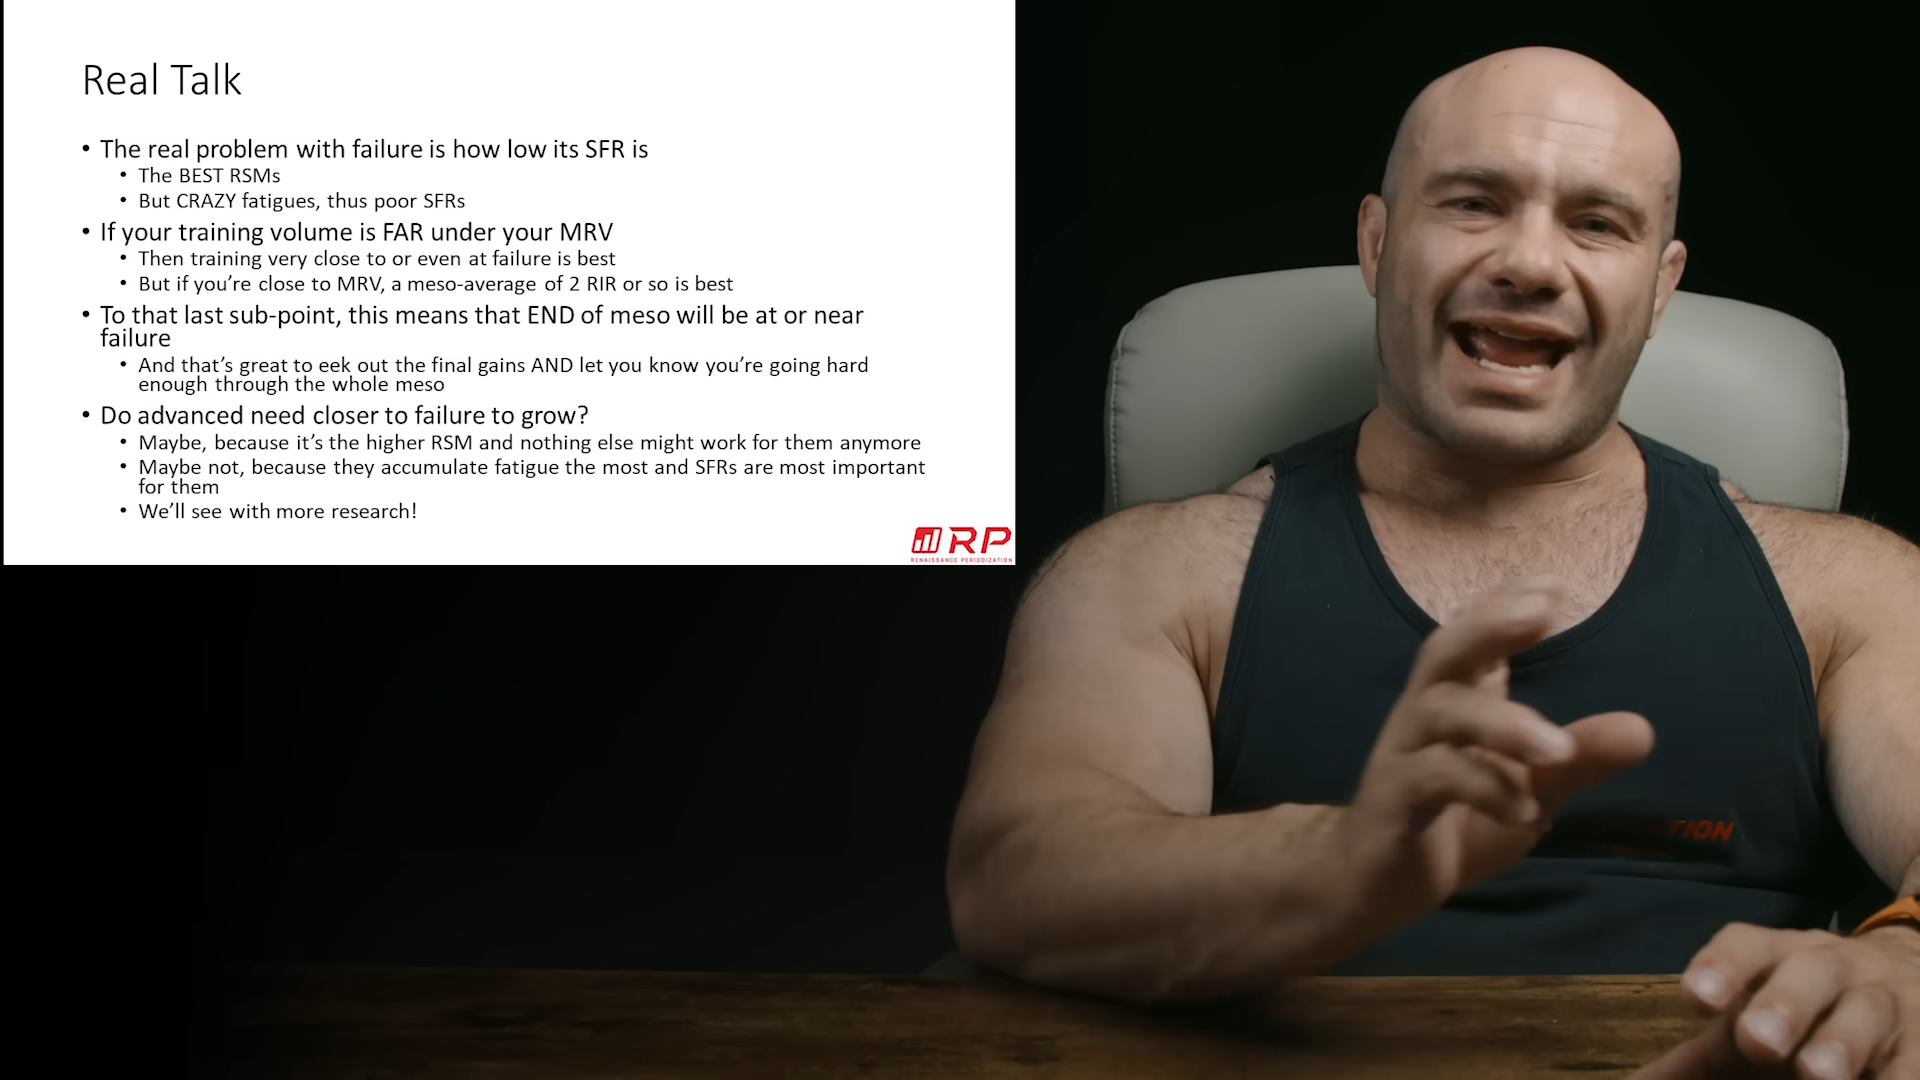 Real Talk
• The real problem with failure is how low its SFR is
• The BEST RSMs
• But CRAZY fatigues, thus poor SFRs
• If your training volume is FAR under your MRV
• Then training very close to or even at failure is best
• But if you’re close to MRV, a meso-average of 2 RIR or so is best
• To that last sub-point, this means that END of meso will be at or near
failure
• And that’s great to eek out the final gains AND let you know you’re going hard
enough through the whole meso
• Do advanced need closer to failure to grow?
• Maybe, because it’s the higher RSM and nothing else might work for them anymore
• Maybe not, because they accumulate fatigue the most and SFRs are most important
for them
• We’ll see with more research!
RP
RENAISSANCE PERIODIZATION
TION